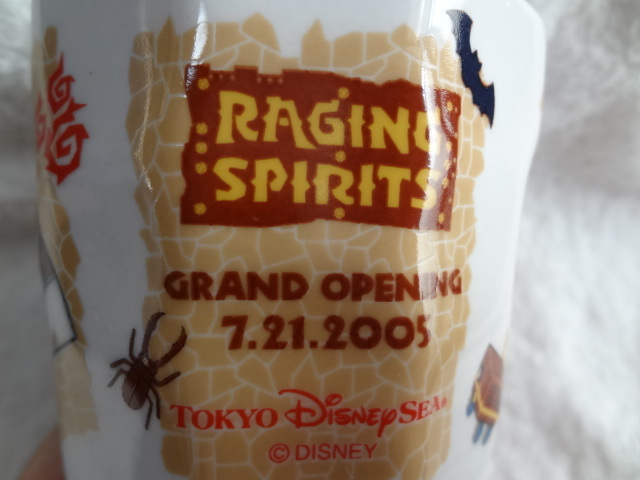 RAGING
SPIRITS
GRAND OPENING
7.21.2005
TOKYO DISNEYSEA®
© DISNEY